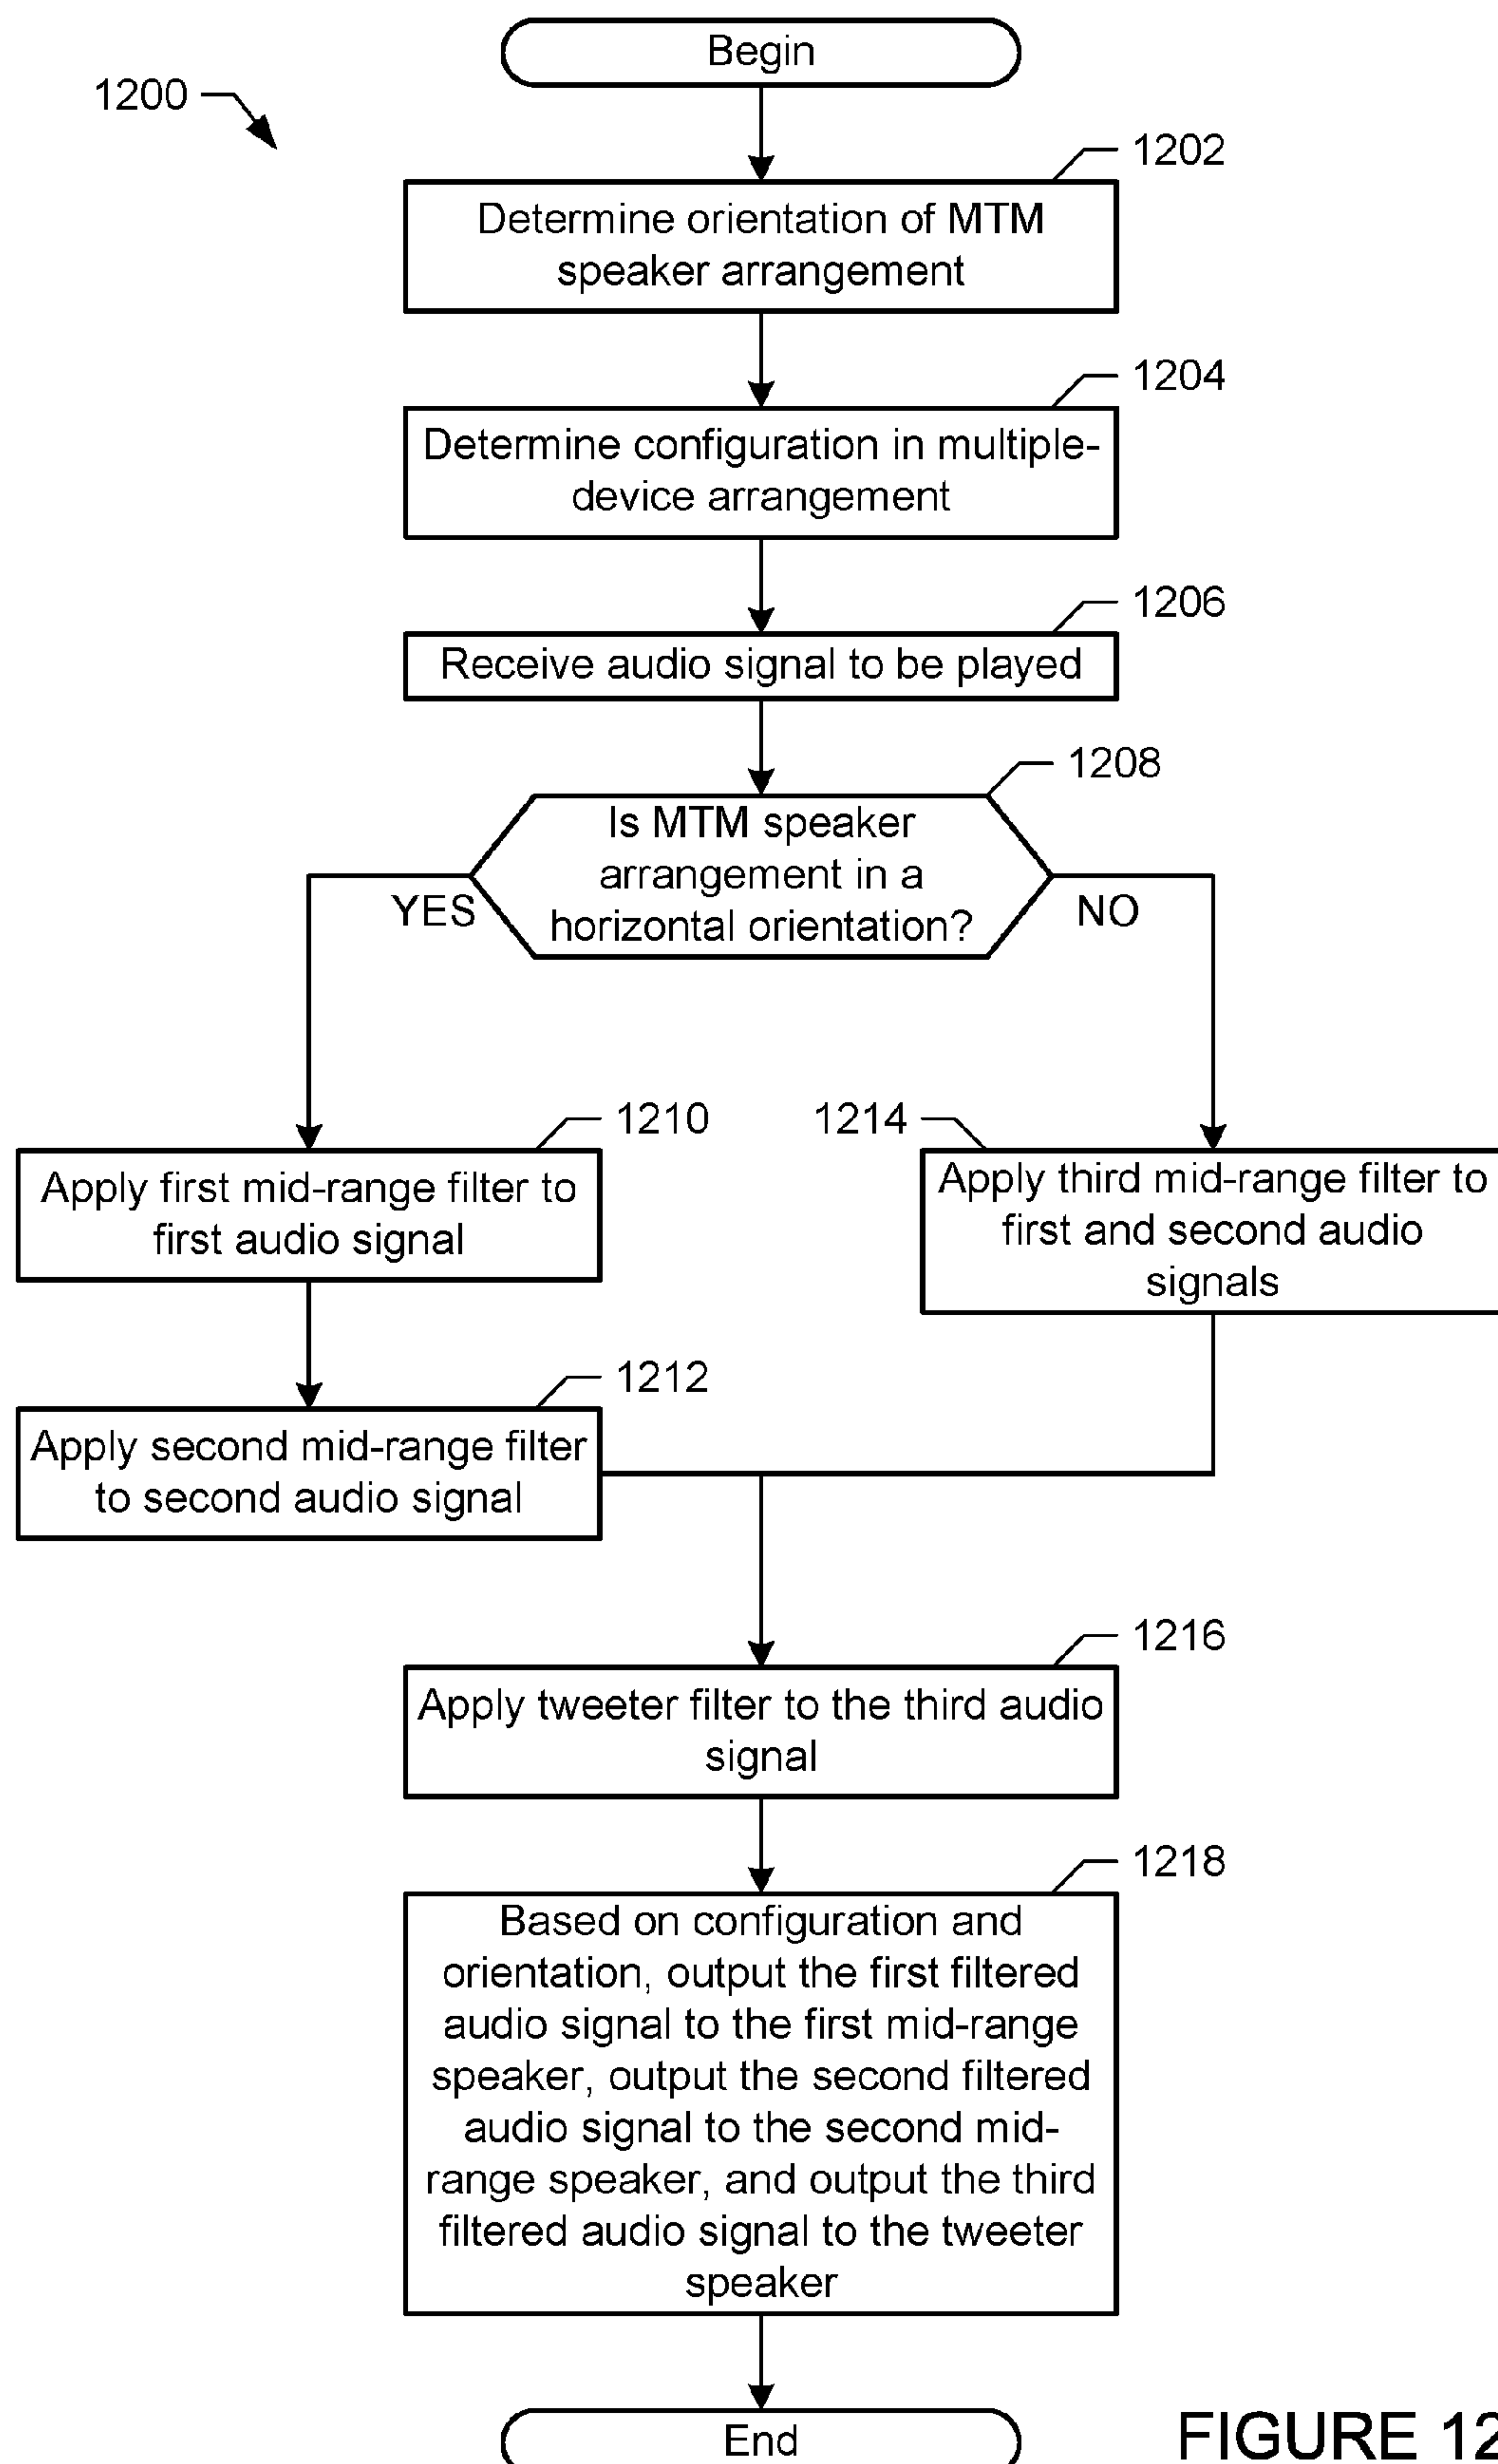 Begin
1200
1202
Determine orientation of MTM
speaker arrangement
1204
Determine configuration in multiple-
device arrangement
1206
Receive audio signal to be played
1208
Is MTM speaker
arrangement in a
horizontal orientation?
YES
NO
1210
1214
Apply first mid-range filter to
first audio signal
Apply third mid-range filter to
first and second audio
signals
1212
Apply second mid-range filter
to second audio signal
1216
Apply tweeter filter to the third audio
signal
1218
Based on configuration and
orientation, output the first filtered
audio signal to the first mid-range
speaker, output the second filtered
audio signal to the second mid-
range speaker, and output the third
filtered audio signal to the tweeter
speaker
End
FIGURE 12